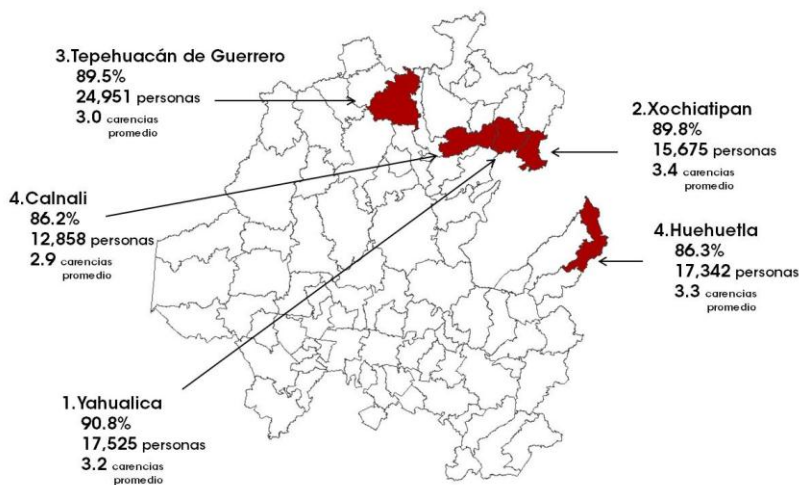 3.Tepehuacán de Guerrero
89.5%
24,951 personas
3.0 carencias
promedio
2.Xochiatipan
89.8%
15,675 personas
3.4 carencias
promedio
4.Calnali
86.2%
12,858 personas
2.9 carencias
promedio
4.Huehuetla
86.3%
17,342 personas
3.3 carencias
promedio
1.Yahualica
90.8%
17,525 personas
3.2 carencias
promedio